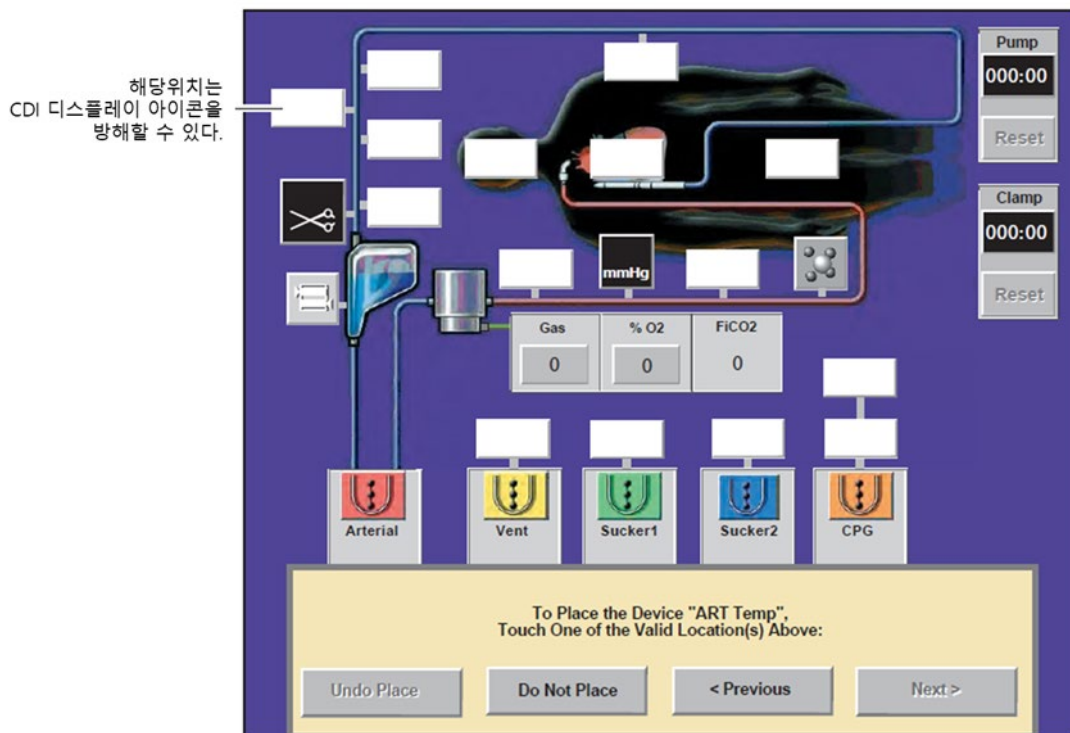 해당위치는
CDI 디스플레이 아이콘을
방해할 수 있다.
Pump
000:00
Reset
Clamp
000:00
Reset
mmHg
Gas
% O2
FiCO2
0
0
0
Arterial
Vent
Sucker1
Sucker2
CPG
To Place the Device "ART Temp",
Touch One of the Valid Location(s) Above:
Undo Place
Do Not Place
< Previous
Next >